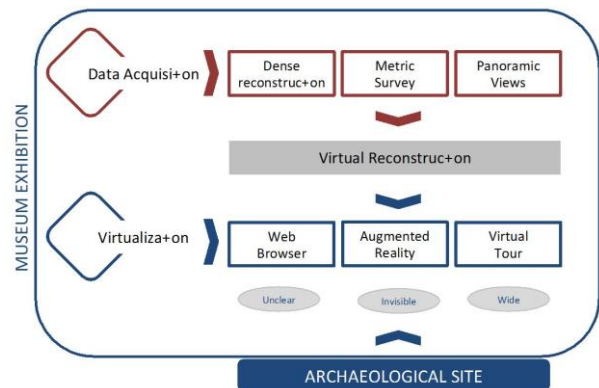 MUSEUM EXHIBITION
Data Acquisi+on
Dense
reconstruc+on
Metric
Survey
Panoramic
Views
Virtual Reconstruc+on
Virtualiza+on
Web
Browser
Augmented
Reality
Virtual
Tour
Unclear
Invisible
Wide
ARCHAEOLOGICAL SITE